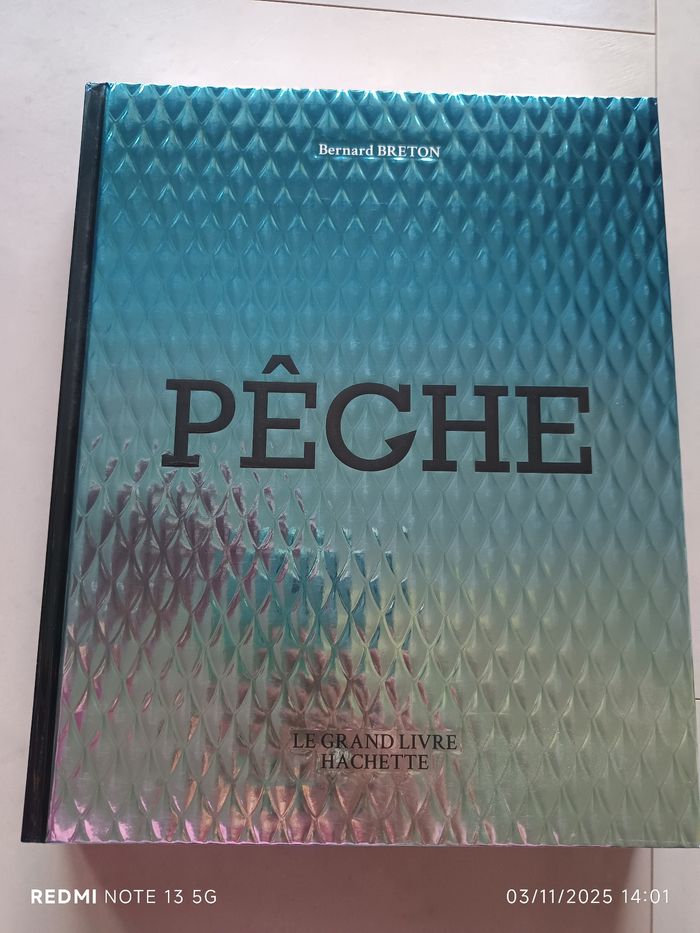 Bernard BRETON
PÊCHE
LE GRAND LIVRE
HACHETTE
REDMI NOTE 13 5G
03/11/2025 14:01